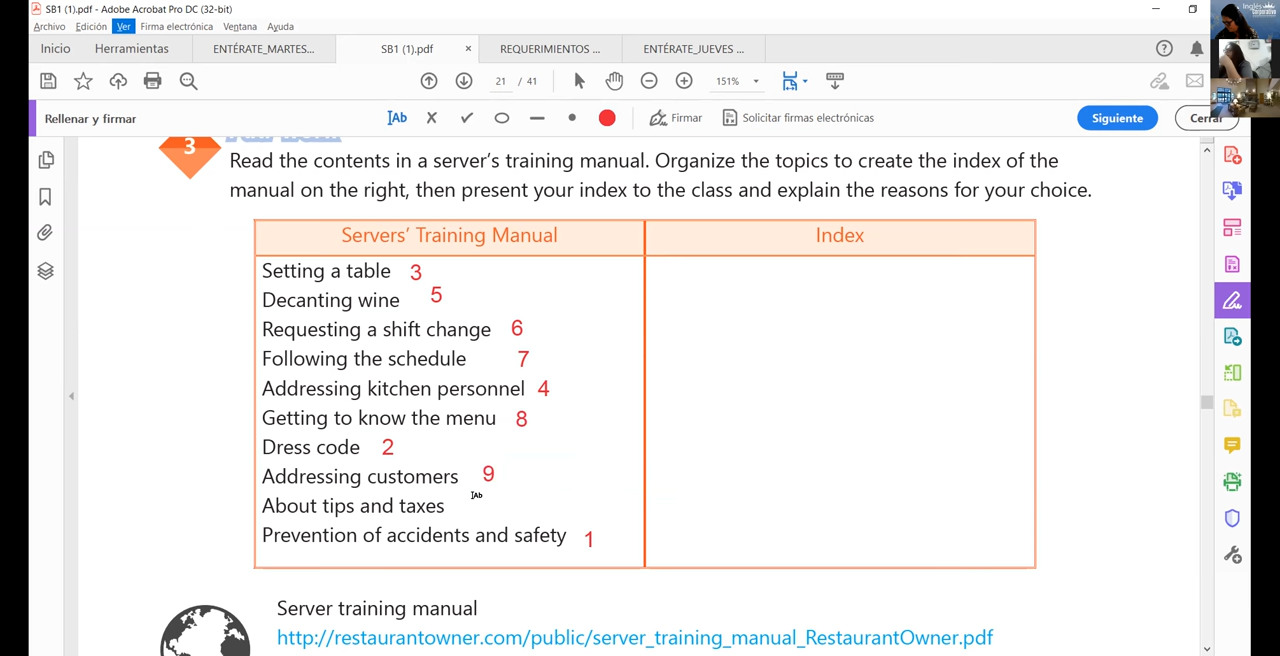 SB1 (1).pdf - Adobe Acrobat Pro DC (32-bit)
Archivo Edición Ver Firma electrónica Ventana Ayuda
Inicio Herramientas ENTÉRATE_MARTES... SB1 (1).pdf × REQUERIMIENTOS ... ENTÉRATE_JUEVES ...
21 / 41 151%
Rellenar y firmar Ab Firmar Solicitar firmas electrónicas Siguiente Cerrar
3
Read the contents in a server's training manual. Organize the topics to create the index of the
manual on the right, then present your index to the class and explain the reasons for your choice.
Servers' Training Manual Index
Setting a table 3
Decanting wine 5
Requesting a shift change 6
Following the schedule 7
Addressing kitchen personnel 4
Getting to know the menu 8
Dress code 2
Addressing customers 9
Ab
About tips and taxes
Prevention of accidents and safety 1
Server training manual
http://restaurantowner.com/public/server_training_manual_RestaurantOwner.pdf